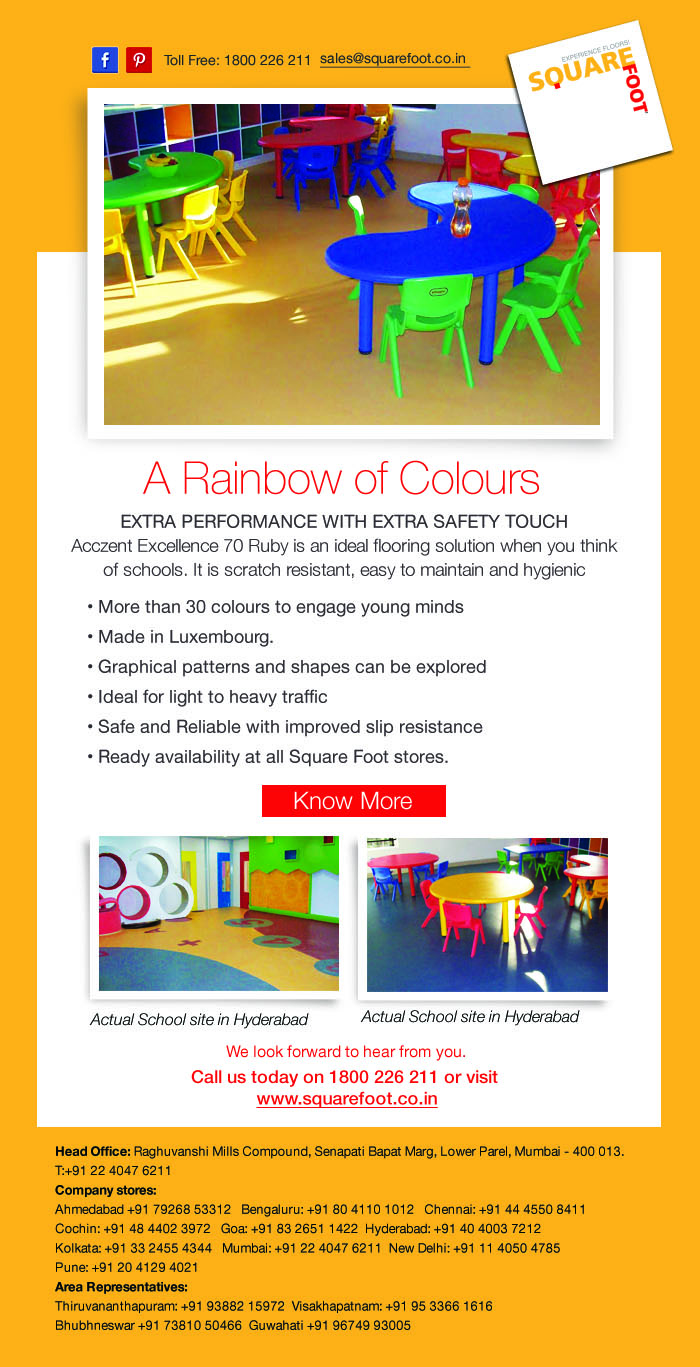 Toll Free: 1800 226 211 sales@squarefoot.co.in
EXPERIENCE FLOORS!
SQUARE
FOOT
A Rainbow of Colours
EXTRA PERFORMANCE WITH EXTRA SAFETY TOUCH
Acczent Excellence 70 Ruby is an ideal flooring solution when you think
of schools. It is scratch resistant, easy to maintain and hygienic
• More than 30 colours to engage young minds
• Made in Luxembourg.
• Graphical patterns and shapes can be explored
• Ideal for light to heavy traffic
• Safe and Reliable with improved slip resistance
• Ready availability at all Square Foot stores.
Know More
Actual School site in Hyderabad
Actual School site in Hyderabad
We look forward to hear from you.
Call us today on 1800 226 211 or visit
www.squarefoot.co.in
Head Office: Raghuvanshi Mills Compound, Senapati Bapat Marg, Lower Parel, Mumbai - 400 013.
T:+91 22 4047 6211
Company stores:
Ahmedabad +91 79268 53312 Bengaluru: +91 80 4110 1012 Chennai: +91 44 4550 8411
Cochin: +91 48 4402 3972 Goa: +91 83 2651 1422 Hyderabad: +91 40 4003 7212
Kolkata: +91 33 2455 4344 Mumbai: +91 22 4047 6211 New Delhi: +91 11 4050 4785
Pune: +91 20 4129 4021
Area Representatives:
Thiruvananthapuram: +91 93882 15972 Visakhapatnam: +91 95 3366 1616
Bhubhneswar +91 73810 50466 Guwahati +91 96749 93005